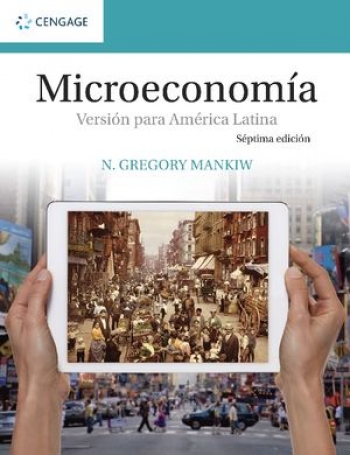 CENGAGE
Microeconomía
Versión para América Latina
Séptima edición
N. GREGORY MANKIW